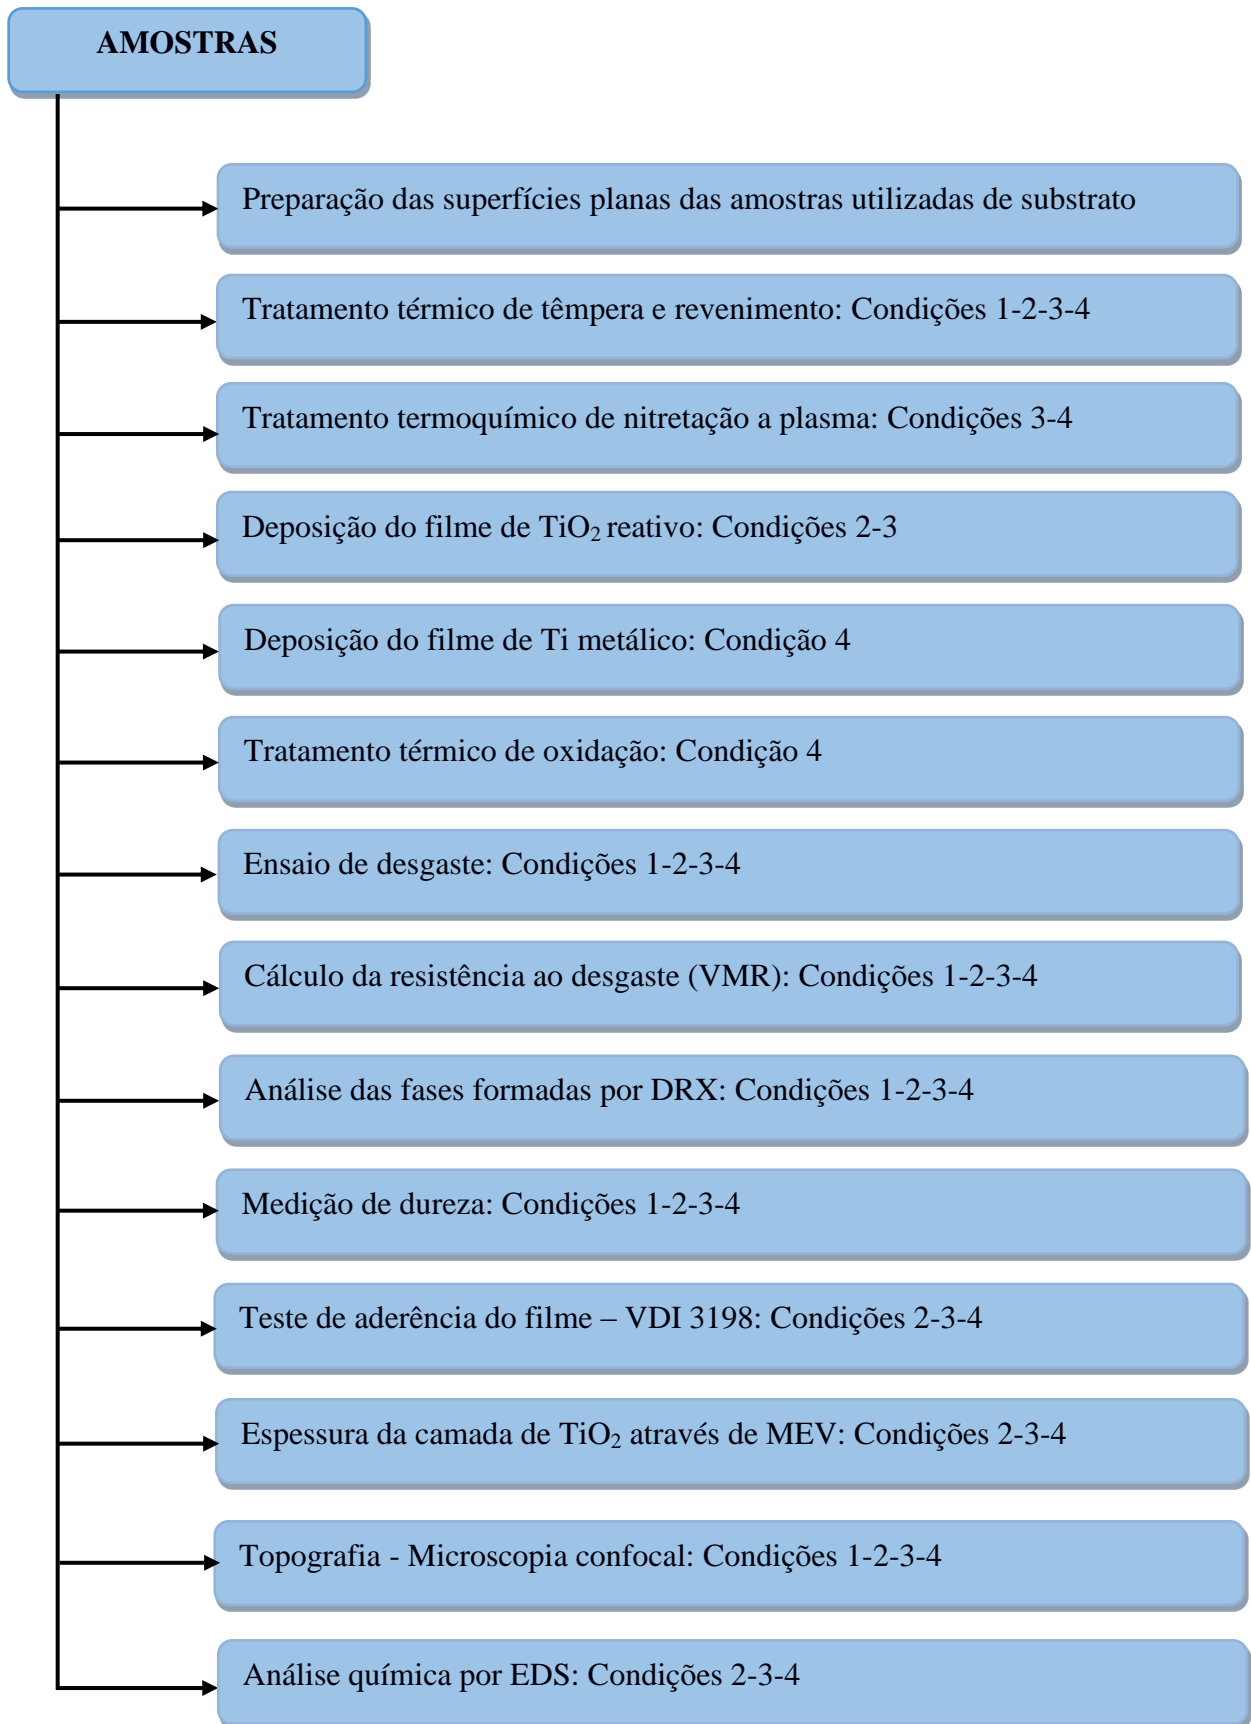 AMOSTRAS
Preparação das superfícies planas das amostras utilizadas de substrato
Tratamento térmico de têmpera e revenimento: Condições 1-2-3-4
Tratamento termoquímico de nitretação a plasma: Condições 3-4
Deposição do filme de TiO₂ reativo: Condições 2-3
Deposição do filme de Ti metálico: Condição 4
Tratamento térmico de oxidação: Condição 4
Ensaio de desgaste: Condições 1-2-3-4
Cálculo da resistência ao desgaste (VMR): Condições 1-2-3-4
Análise das fases formadas por DRX: Condições 1-2-3-4
Medição de dureza: Condições 1-2-3-4
Teste de aderência do filme – VDI 3198: Condições 2-3-4
Espessura da camada de TiO₂ através de MEV: Condições 2-3-4
Topografia - Microscopia confocal: Condições 1-2-3-4
Análise química por EDS: Condições 2-3-4